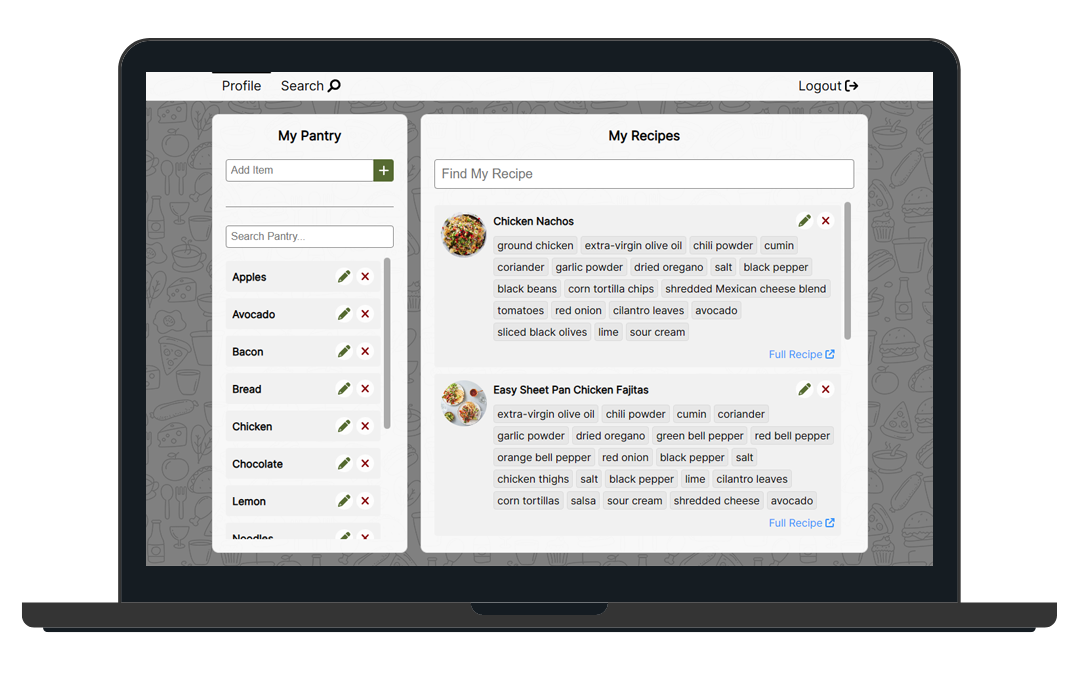 Profile Search Logout
My Pantry
Add Item
Search Pantry...
Apples
Avocado
Bacon
Bread
Chicken
Chocolate
Lemon
Noodles
My Recipes
Find My Recipe
Chicken Nachos
ground chicken extra-virgin olive oil chili powder cumin
coriander garlic powder dried oregano salt black pepper
black beans corn tortilla chips shredded Mexican cheese blend
tomatoes red onion cilantro leaves avocado
sliced black olives lime sour cream
Full Recipe
Easy Sheet Pan Chicken Fajitas
extra-virgin olive oil chili powder cumin coriander
garlic powder dried oregano green bell pepper red bell pepper
orange bell pepper red onion black pepper salt
chicken thighs salt black pepper lime cilantro leaves
corn tortillas salsa sour cream shredded cheese avocado
Full Recipe